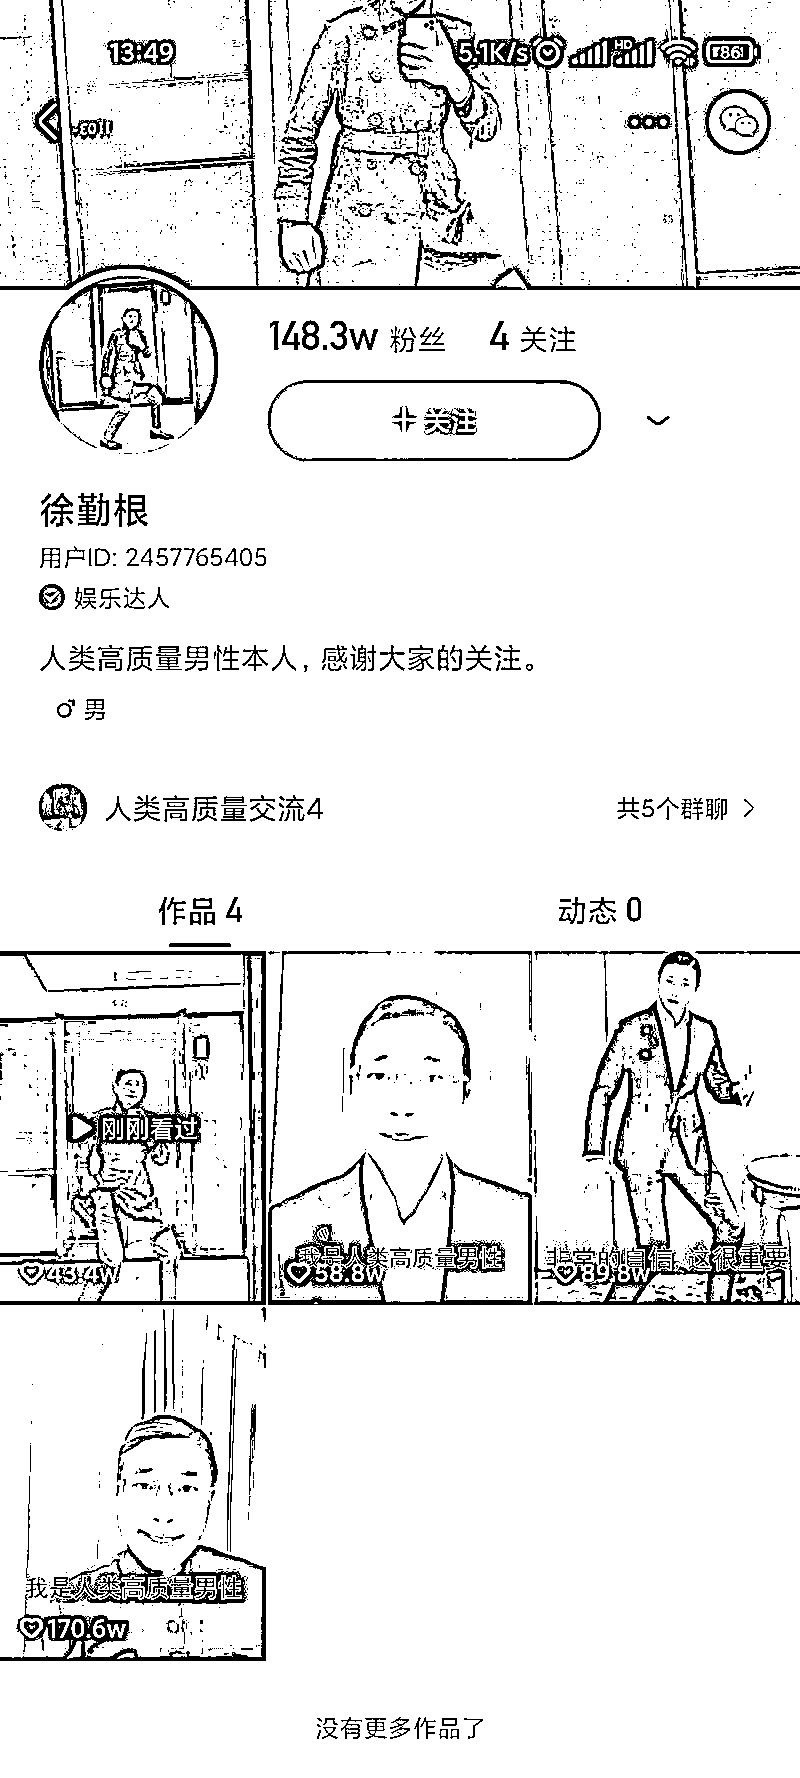 13:49 5.1K/s HD 86
148.3w 粉丝 4 关注
+ 关注
徐勤根
用户ID: 2457765405
娱乐达人
人类高质量男性本人，感谢大家的关注。
♂ 男
人类高质量交流4 共5个群聊 >
作品 4 动态 0
刚刚看过
43.4w
我是人类高质量男性
58.8w
非常的自信，这很重要
89.8w
我是人类高质量男性
170.6w
没有更多作品了